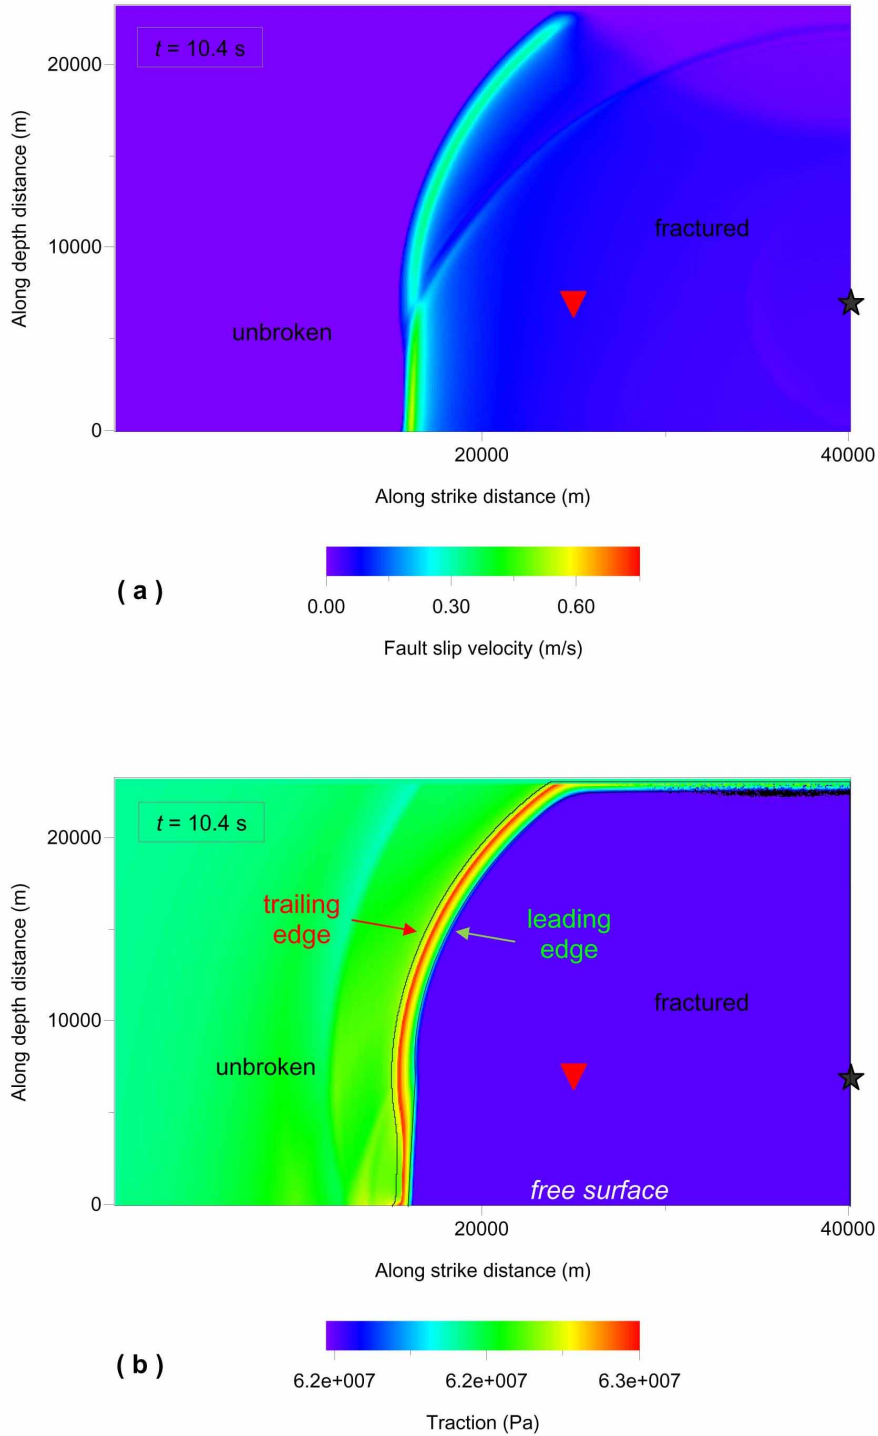 t = 10.4 s
20000
Along depth distance (m)
fractured
10000
unbroken
0
20000
40000
Along strike distance (m)
( a )
0.00
0.30
0.60
Fault slip velocity (m/s)
t = 10.4 s
20000
Along depth distance (m)
trailing
edge
leading
edge
fractured
10000
unbroken
free surface
0
20000
40000
Along strike distance (m)
( b )
6.2e+007
6.2e+007
6.3e+007
Traction (Pa)